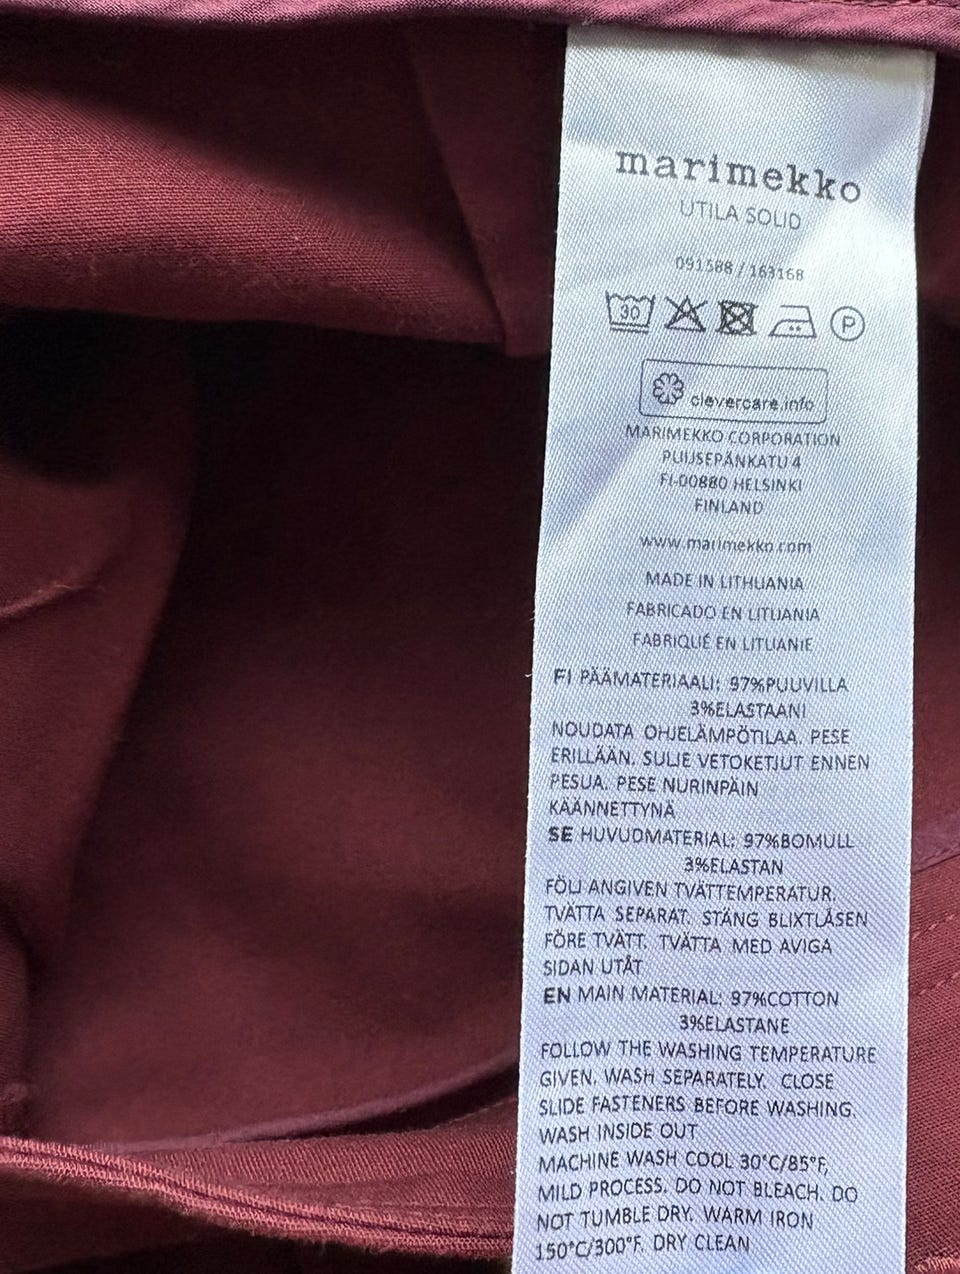 marimekko
UTILA SOLID
091588 / 163168
30 P
clevercare.info
MARIMEKKO CORPORATION
PUUSEPÄNKATU 4
FI-00880 HELSINKI
FINLAND
www.marimekko.com
MADE IN LITHUANIA
FABRICADO EN LITUANIA
FABRIQUÉ EN LITUANIE
FI PÄÄMATERIAALI: 97%PUUVILLA
3%ELASTAANI
NOUDATA OHJELÄMPÖTILAA. PESE
ERILLÄÄN. SULJE VETOKETJUT ENNEN
PESUA. PESE NURINPÄIN
KÄÄNNETTYNÄ
SE HUVUDMATERIAL: 97%BOMULL
3%ELASTAN
FÖLJ ANGIVEN TVÄTTEMPERATUR.
TVÄTTA SEPARAT. STÄNG BLIXTLÅSEN
FÖRE TVÄTT. TVÄTTA MED AVIGA
SIDAN UTÅT
EN MAIN MATERIAL: 97%COTTON
3%ELASTANE
FOLLOW THE WASHING TEMPERATURE
GIVEN. WASH SEPARATELY. CLOSE
SLIDE FASTENERS BEFORE WASHING.
WASH INSIDE OUT
MACHINE WASH COOL 30°C/85°F,
MILD PROCESS. DO NOT BLEACH. DO
NOT TUMBLE DRY. WARM IRON
150°C/300°F. DRY CLEAN